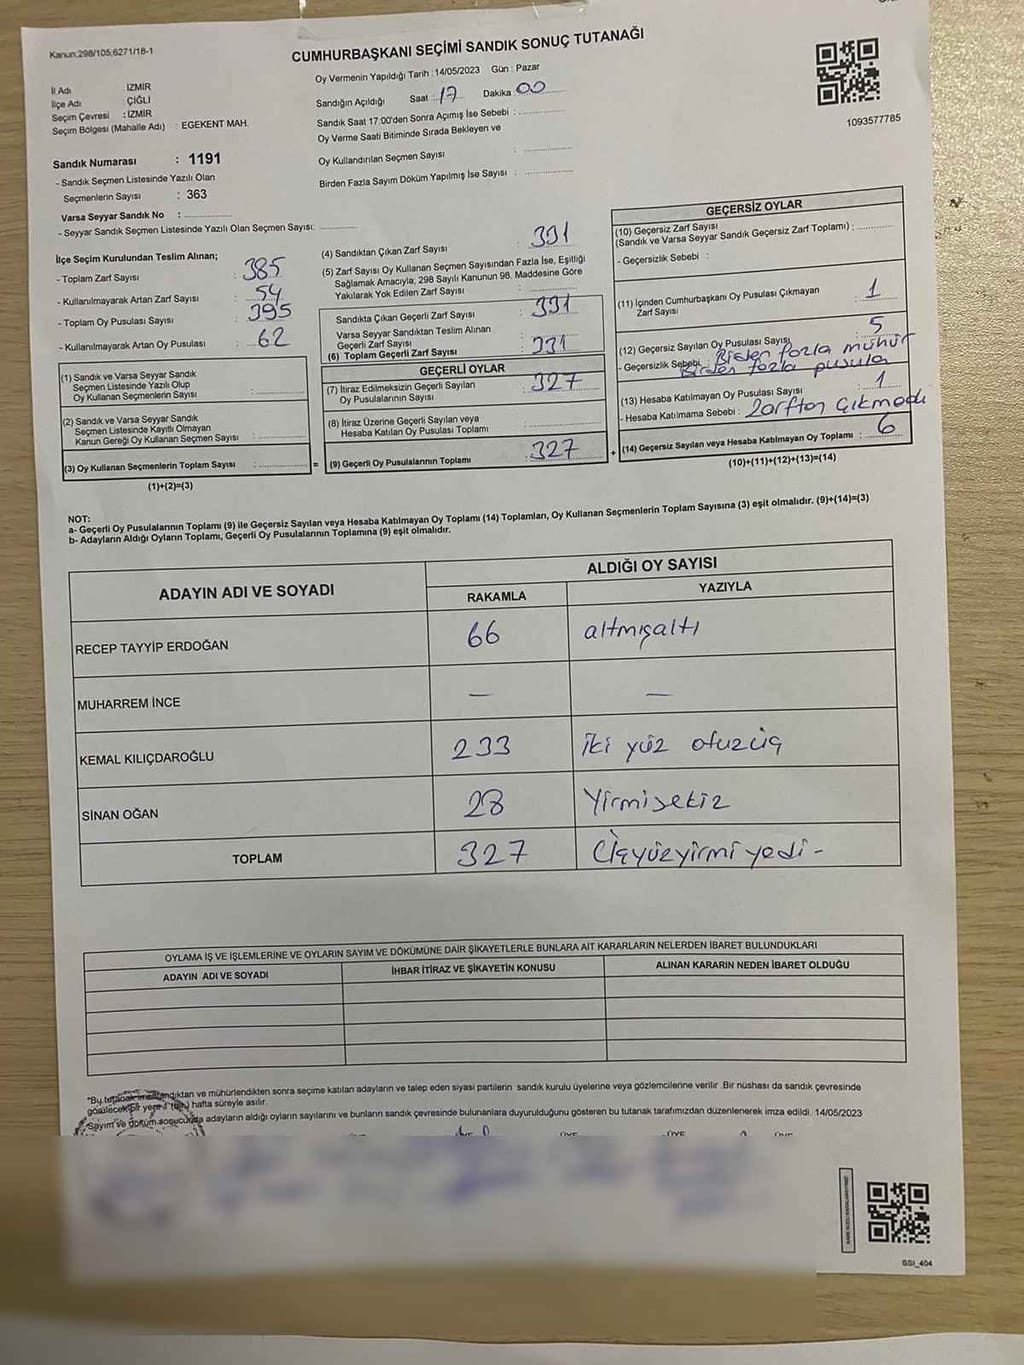 Kanun:298/105;6271/18-1
CUMHURBAŞKANI SEÇİMİ SANDIK SONUÇ TUTANAĞI
Oy Vermenin Yapıldığı Tarih :14/05/2023 Gün : Pazar
Sandığın Açıldığı Saat : 17 Dakika : 00
Sandık Saat 17:00'den Sonra Açımış İse Sebebi :
Oy Verme Saati Bitiminde Sırada Bekleyen ve
Oy Kullandırılan Seçmen Sayısı :
Birden Fazla Sayım Döküm Yapılmış İse Sayısı :
1093577785
İl Adı : İZMİR
İlçe Adı : ÇİĞLİ
Seçim Çevresi : İZMİR
Seçim Bölgesi (Mahalle Adı) : EGEKENT MAH.
Sandık Numarası : 1191
- Sandık Seçmen Listesinde Yazılı Olan
Seçmenlerin Sayısı : 363
Varsa Seyyar Sandık No :
- Seyyar Sandık Seçmen Listesinde Yazılı Olan Seçmen Sayısı:
İlçe Seçim Kurulundan Teslim Alınan;
- Toplam Zarf Sayısı : 385
- Kullanılmayarak Artan Zarf Sayısı : 54
- Toplam Oy Pusulası Sayısı : 395
- Kullanılmayarak Artan Oy Pusulası : 62
(1) Sandık ve Varsa Seyyar Sandık
Seçmen Listesinde Yazılı Olup
Oy Kullanan Seçmenlerin Sayısı :
(2) Sandık ve Varsa Seyyar Sandık
Seçmen Listesinde Kayıtlı Olmayan
Kanun Gereği Oy Kullanan Seçmen Sayısı :
(3) Oy Kullanan Seçmenlerin Toplam Sayısı :
(1)+(2)=(3)
(4) Sandıktan Çıkan Zarf Sayısı : 331
(5) Zarf Sayısı Oy Kullanan Seçmen Sayısından Fazla İse, Eşitliği
Sağlamak Amacıyla; 298 Sayılı Kanunun 98. Maddesine Göre
Yakılarak Yok Edilen Zarf Sayısı :
Sandıkta Çıkan Geçerli Zarf Sayısı : 331
Varsa Seyyar Sandıktan Teslim Alınan
Geçerli Zarf Sayısı :
(6) Toplam Geçerli Zarf Sayısı : 331
GEÇERLİ OYLAR
(7) İtiraz Edilmeksizin Geçerli Sayılan
Oy Pusulalarının Sayısı : 327
(8) İtiraz Üzerine Geçerli Sayılan veya
Hesaba Katılan Oy Pusulası Toplamı :
= (9) Geçerli Oy Pusulalarının Toplamı : 327
GEÇERSİZ OYLAR
(10) Geçersiz Zarf Sayısı
(Sandık ve Varsa Seyyar Sandık Geçersiz Zarf Toplamı) :
- Geçersizlik Sebebi :
(11) İçinden Cumhurbaşkanı Oy Pusulası Çıkmayan
Zarf Sayısı : 1
(12) Geçersiz Sayılan Oy Pusulası Sayısı : 5
- Geçersizlik Sebebi : Birden fazla mühür
Birden fazla pusula
(13) Hesaba Katılmayan Oy Pusulası Sayısı : 1
- Hesaba Katılmama Sebebi : Zarftan Çıkmadı
+ (14) Geçersiz Sayılan veya Hesaba Katılmayan Oy Toplamı : 6
(10)+(11)+(12)+(13)=(14)
NOT:
a- Geçerli Oy Pusulalarının Toplamı (9) ile Geçersiz Sayılan veya Hesaba Katılmayan Oy Toplamı (14) Toplamları, Oy Kullanan Seçmenlerin Toplam Sayısına (3) eşit olmalıdır. (9)+(14)=(3)
b- Adayların Aldığı Oyların Toplamı, Geçerli Oy Pusulalarının Toplamına (9) eşit olmalıdır.
ADAYIN ADI VE SOYADI ALDIĞI OY SAYISI
RAKAMLA YAZIYLA
RECEP TAYYİP ERDOĞAN 66 altmışaltı
MUHARREM İNCE — —
KEMAL KILIÇDAROĞLU 233 iki yüz otuzüç
SİNAN OĞAN 28 Yirmisekiz
TOPLAM 327 Üçyüzyirmi yedi -
OYLAMA İŞ VE İŞLEMLERİNE VE OYLARIN SAYIM VE DÖKÜMÜNE DAİR ŞİKAYETLERLE BUNLARA AİT KARARLARIN NELERDEN İBARET BULUNDUKLARI
ADAYIN ADI VE SOYADI İHBAR İTİRAZ VE ŞİKAYETİN KONUSU ALINAN KARARIN NEDEN İBARET OLDUĞU
"Bu tutanak imzalandıktan ve mühürlendikten sonra seçime katılan adayların ve talep eden siyasi partilerin sandık kurulu üyelerine veya gözlemcilerine verilir .Bir nüshası da sandık çevresinde
görülecek bir yere 1 (bir) hafta süreyle asılır.
Sayım ve döküm sonucunda adayların aldığı oyların sayılarını ve bunların sandık çevresinde bulunanlara duyurulduğunu gösteren bu tutanak tarafımızdan düzenlenerek imza edildi. 14/05/2023
SSI_404